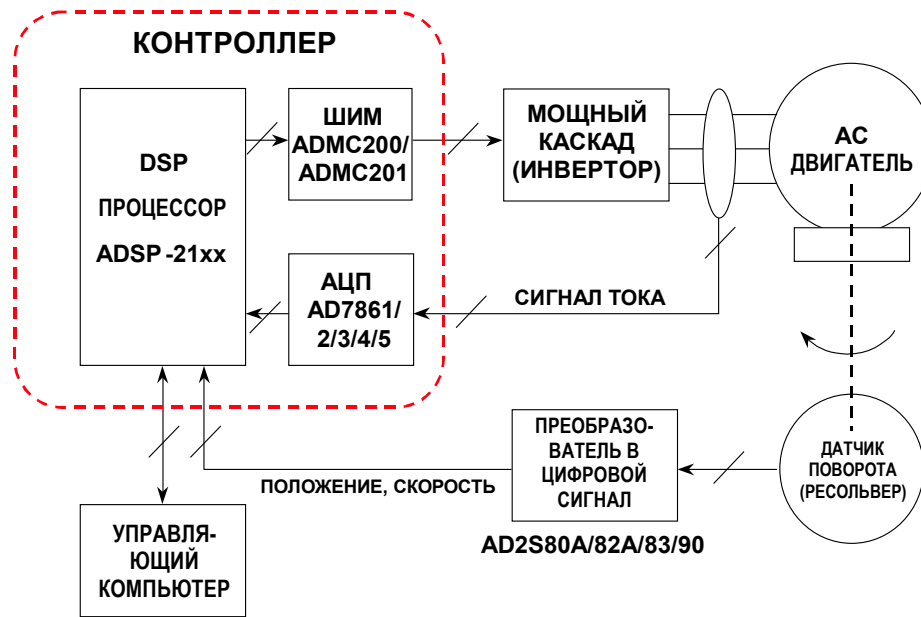 КОНТРОЛЛЕР
DSP
ПРОЦЕССОР
ADSP -21xx
ШИМ
ADMC200/
ADMC201
МОЩНЫЙ
КАСКАД
(ИНВЕРТОР)
АС
ДВИГАТЕЛЬ
АЦП
AD7861/
2/3/4/5
СИГНАЛ ТОКА
ПРЕОБРАЗО-
ВАТЕЛЬ В
ЦИФРОВОЙ
СИГНАЛ
ДАТЧИК
ПОВОРОТА
(РЕСОЛЬВЕР)
ПОЛОЖЕНИЕ, СКОРОСТЬ
AD2S80A/82A/83/90
УПРАВЛЯ-
ЮЩИЙ
КОМПЬЮТЕР